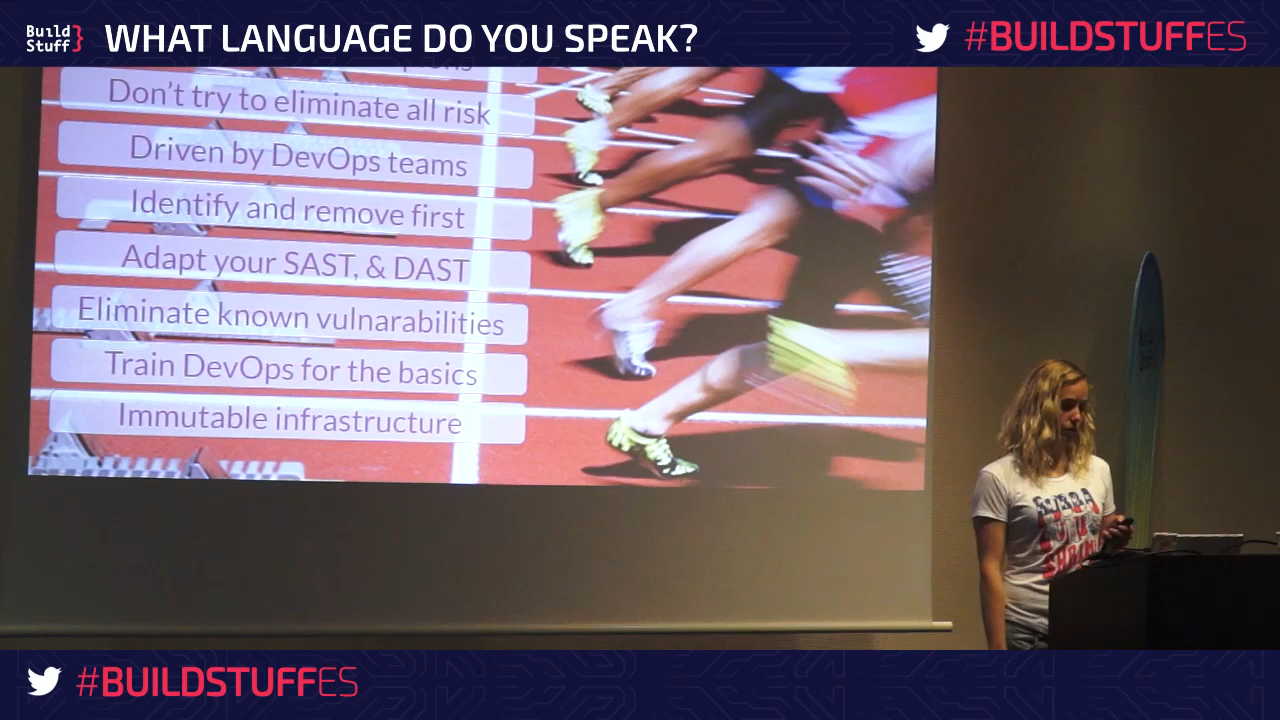 Build
Stuff}
WHAT LANGUAGE DO YOU SPEAK?
#BUILDSTUFFES
Don't try to eliminate all risk
Driven by DevOps teams
Identify and remove first
Adapt your SAST, & DAST
Eliminate known vulnarabilities
Train DevOps for the basics
Immutable infrastructure
#BUILDSTUFFES